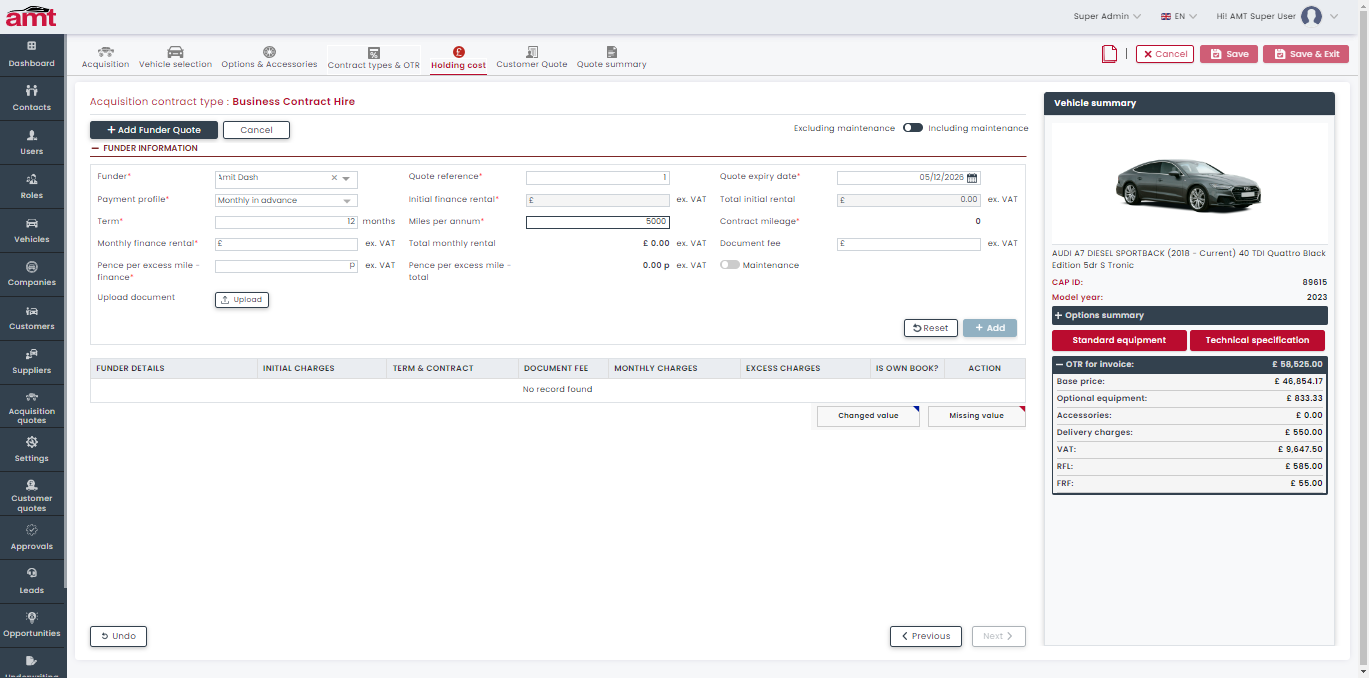 amt
Super Admin
EN
Hi! AMT Super User
Dashboard
Contacts
Users
Roles
Vehicles
Companies
Customers
Suppliers
Acquisition
quotes
Settings
Customer
quotes
Approvals
Leads
Opportunities
Underwriting
Acquisition
Vehicle selection
Options & Accessories
Contract types & OTR
Holding cost
Customer Quote
Quote summary
Cancel
Save
Save & Exit
Acquisition contract type : Business Contract Hire
+ Add Funder Quote
Cancel
Excluding maintenance
Including maintenance
FUNDER INFORMATION
Funder*
Amit Dash
Quote reference*
1
Quote expiry date*
05/12/2026
Payment profile*
Monthly in advance
Initial finance rental*
£
ex. VAT
Total initial rental
£ 0.00
ex. VAT
Term*
12
months
Miles per annum*
5000
Contract mileage*
0
Monthly finance rental*
£
ex. VAT
Total monthly rental
£ 0.00 ex. VAT
Document fee
£
ex. VAT
Pence per excess mile -
finance*
p
ex. VAT
Pence per excess mile -
total
0.00 p ex. VAT
Maintenance
Upload document
Upload
Reset
+ Add
FUNDER DETAILS
INITIAL CHARGES
TERM & CONTRACT
DOCUMENT FEE
MONTHLY CHARGES
EXCESS CHARGES
IS OWN BOOK?
ACTION
No record found
Changed value
Missing value
Undo
Previous
Next
Vehicle summary
AUDI A7 DIESEL SPORTBACK (2018 - Current) 40 TDI Quattro Black
Edition 5dr S Tronic
CAP ID: 89615
Model year: 2023
+ Options summary
Standard equipment
Technical specification
OTR for invoice: £ 58,525.00
Base price: £ 46,854.17
Optional equipment: £ 833.33
Accessories: £ 0.00
Delivery charges: £ 550.00
VAT: £ 9,647.50
RFL: £ 585.00
FRF: £ 55.00